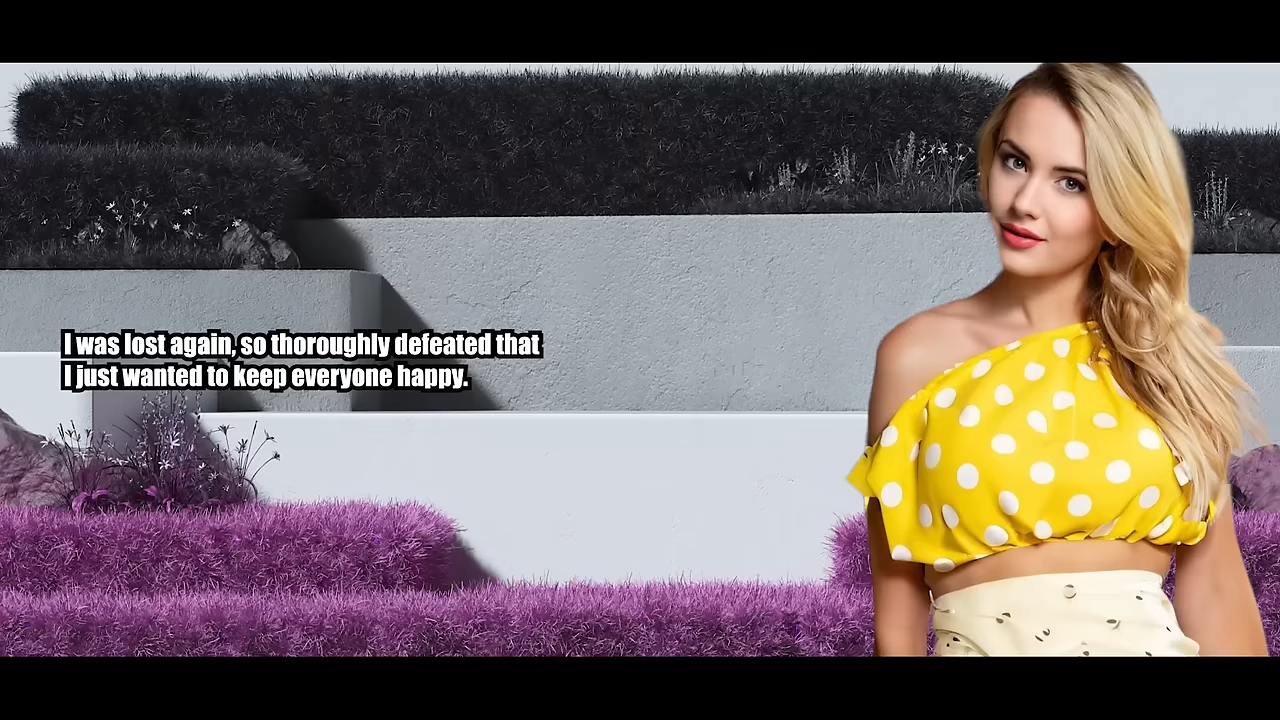 I was lost again, so thoroughly defeated that
I just wanted to keep everyone happy.